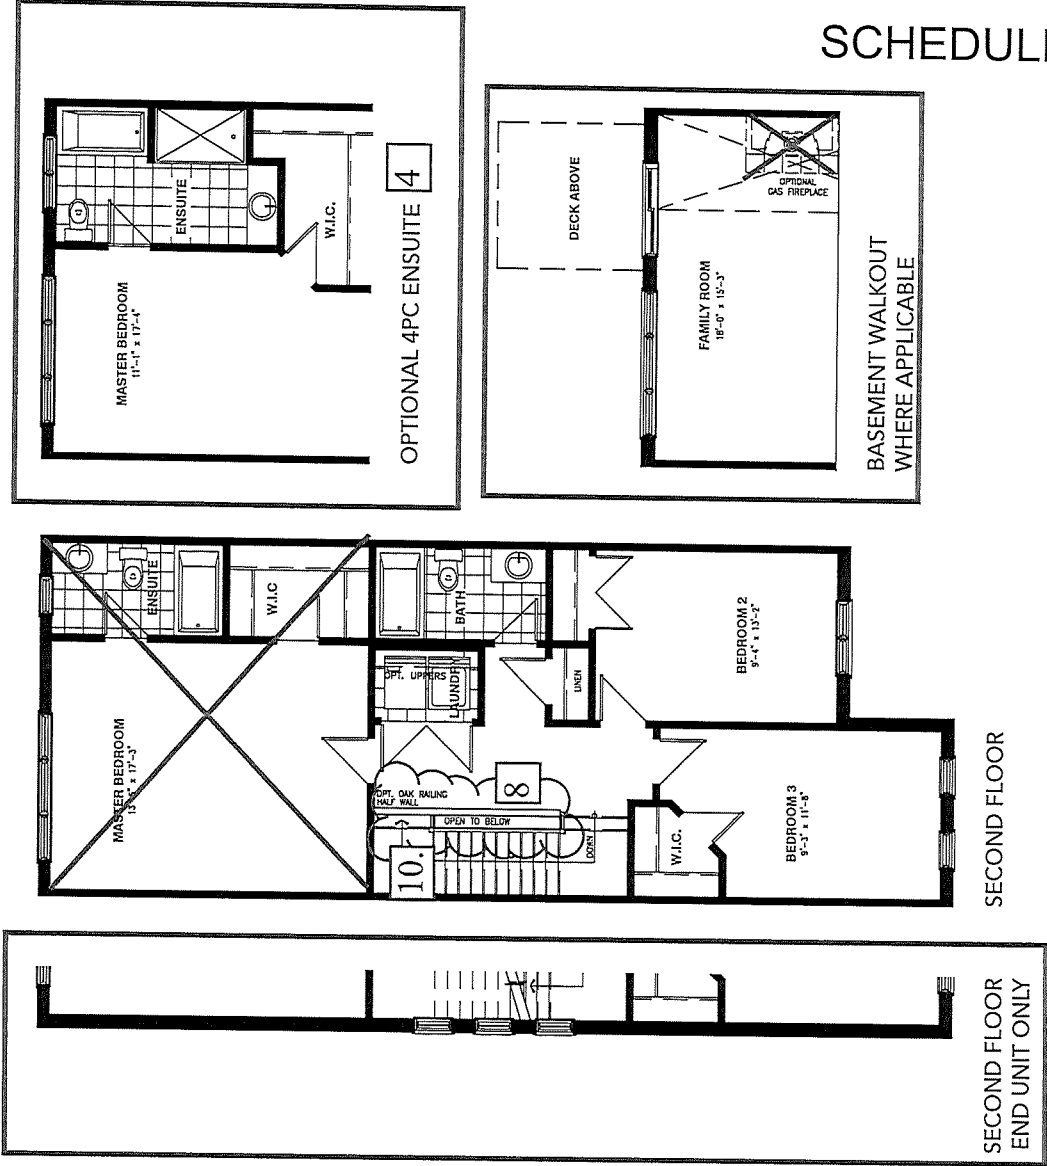 SCHEDUL
MASTER BEDROOM
11'-1" x 17'-4"
ENSUITE
W.I.C.
OPTIONAL 4PC ENSUITE
4
DECK ABOVE
FAMILY ROOM
18'-0" x 15'-3"
OPTIONAL
GAS FIREPLACE
BASEMENT WALKOUT
WHERE APPLICABLE
MASTER BEDROOM
x 17'-3"
ENSUITE
W.I.C
BATH
OPT. UPPERS
LAUNDRY
LINEN
BEDROOM 2
9'-4" x 13'-2"
OPT. OAK RAILING
HALF WALL
8
OPEN TO BELOW
10.
DOWN
W.I.C.
BEDROOM 3
9'-3" x 11'-8"
SECOND FLOOR
SECOND FLOOR
END UNIT ONLY